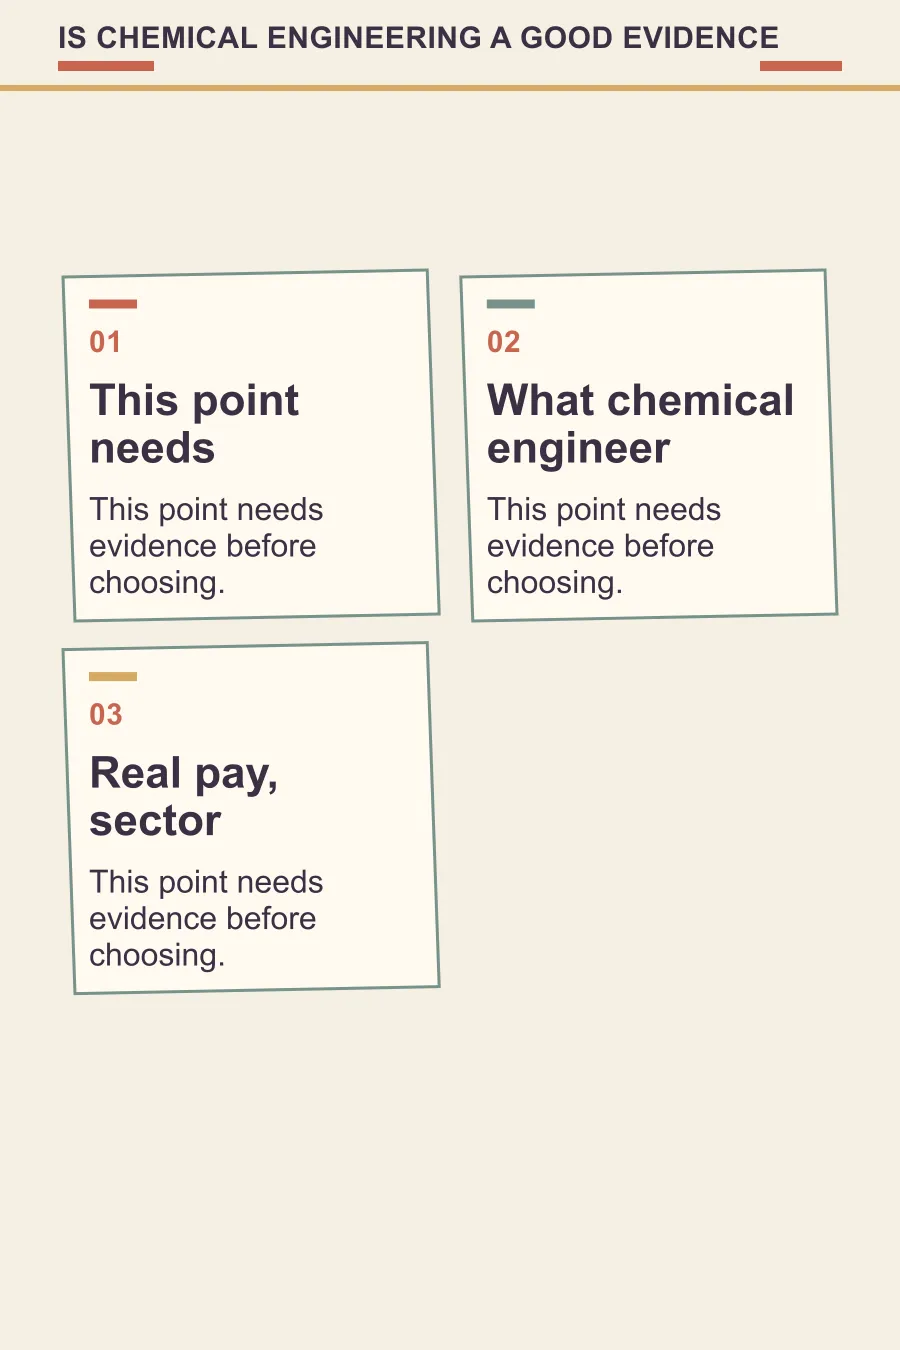 IS CHEMICAL ENGINEERING A GOOD EVIDENCE
01
This point
needs
This point needs
evidence before
choosing.
02
What chemical
engineer
This point needs
evidence before
choosing.
03
Real pay,
sector
This point needs
evidence before
choosing.